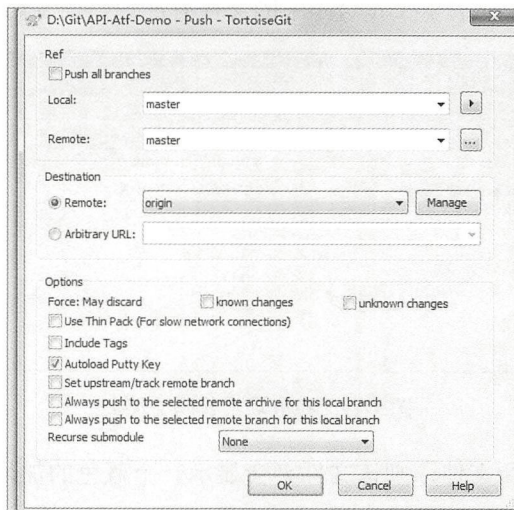 D:\Git\API-Atf-Demo - Push - TortoiseGit
Ref
Push all branches
Local: master
Remote: master
Destination
Remote: origin Manage
Arbitrary URL:
Options
Force: May discard known changes unknown changes
Use Thin Pack (For slow network connections)
Include Tags
Autoload Putty Key
Set upstream/track remote branch
Always push to the selected remote archive for this local branch
Always push to the selected remote branch for this local branch
Recurse submodule None
OK Cancel Help